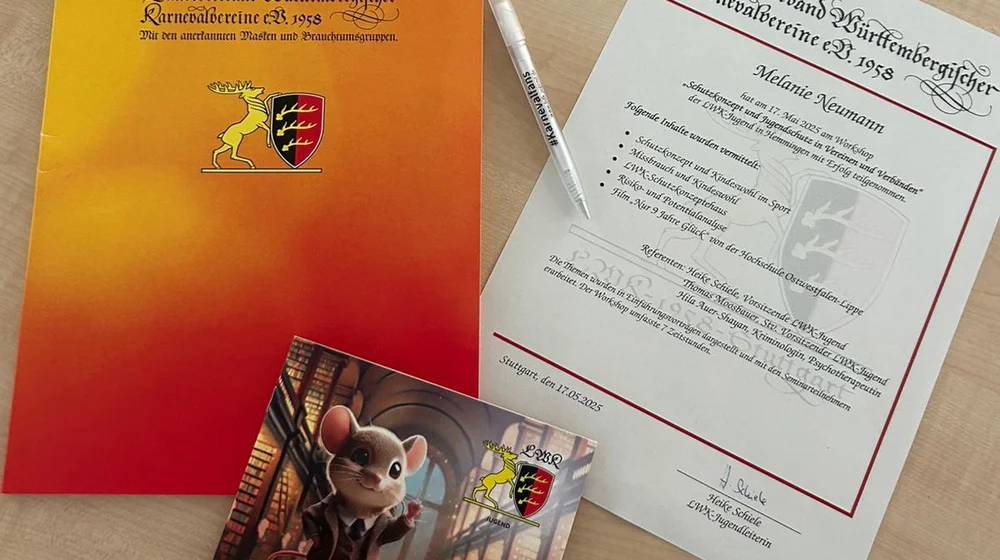 Karnevalvereine e.V. 1958
Mit den anerkannten Masken und Brauchtumsgruppen.
#Karnevalfans
Württembergischer
Karnevalvereine e.V. 1958
Melanie Neumann
hat am 17. Mai 2025 am Workshop
„Schutzkonzept und Jugendschutz in Vereinen und Verbänden“
der LWK-Jugend in Hemmingen mit Erfolg teilgenommen.
Folgende Inhalte wurden vermittelt:
• Schutzkonzept und Kindeswohl im Sport
• Missbrauch und Kindeswohl
• LWK-Schutzkonzeptehaus
• Risiko- und Potentialanalyse
• Film „Nur 9 Jahre Glück“ von der Hochschule Ostwestfalen-Lippe
Referenten: Heike Schiele, Vorsitzende LWK-Jugend
Thomas Moosbauer, Stv. Vorsitzender LWK-Jugend
Hila Auer-Shayan, Kriminologin, Psychotherapeutin
Die Themen wurden in Einführungsvorträgen dargestellt und mit den Seminarteilnehmern
erarbeitet. Der Workshop umfasste 7 Zeitstunden.
Stuttgart, den 17.05.2025
H. Schiele
Heike Schiele
LWK-Jugendleiterin
LWK
JUGEND